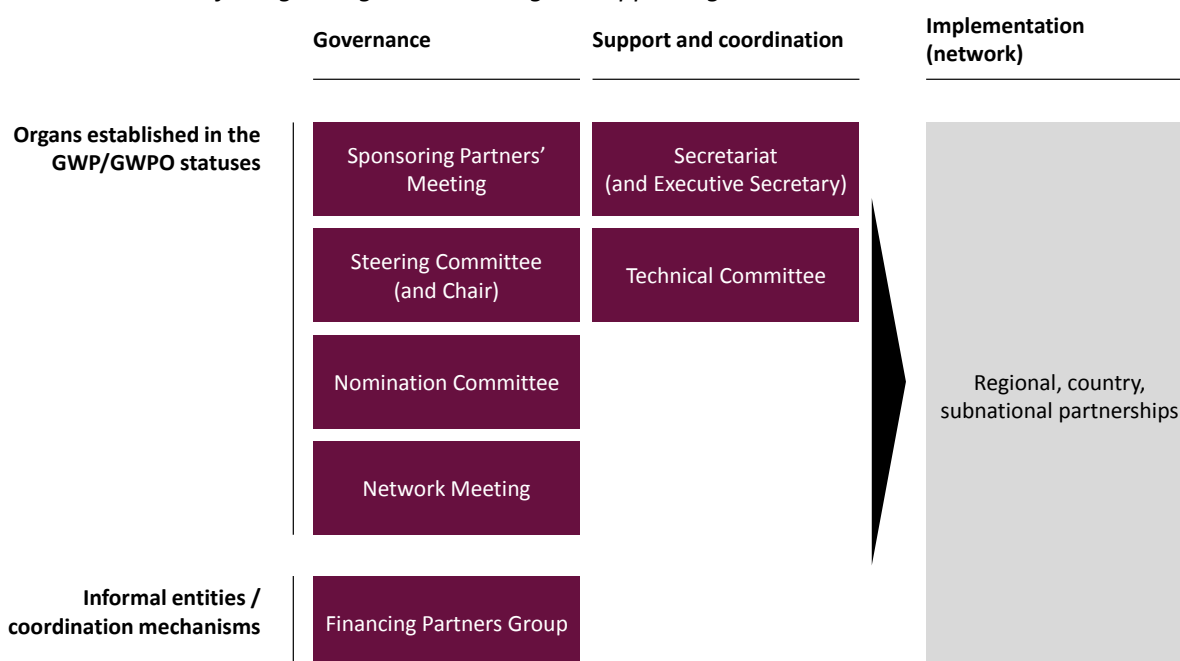 Governance
Support and coordination
Implementation
(network)
Organs established in the
GWP/GWPO statuses
Sponsoring Partners'
Meeting
Secretariat
(and Executive Secretary)
Steering Committee
(and Chair)
Technical Committee
Nomination Committee
Network Meeting
Regional, country,
subnational partnerships
Informal entities /
coordination mechanisms
Financing Partners Group